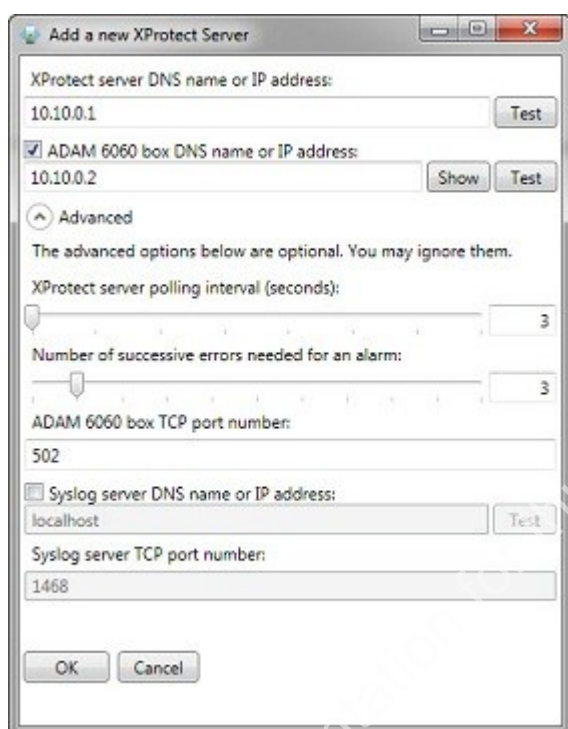 Add a new XProtect Server
XProtect server DNS name or IP address:
10.10.0.1 Test
ADAM 6060 box DNS name or IP address:
10.10.0.2 Show Test
Advanced
The advanced options below are optional. You may ignore them.
XProtect server polling interval (seconds):
3
Number of successive errors needed for an alarm:
3
ADAM 6060 box TCP port number:
502
Syslog server DNS name or IP address:
localhost Test
Syslog server TCP port number:
1468
OK Cancel